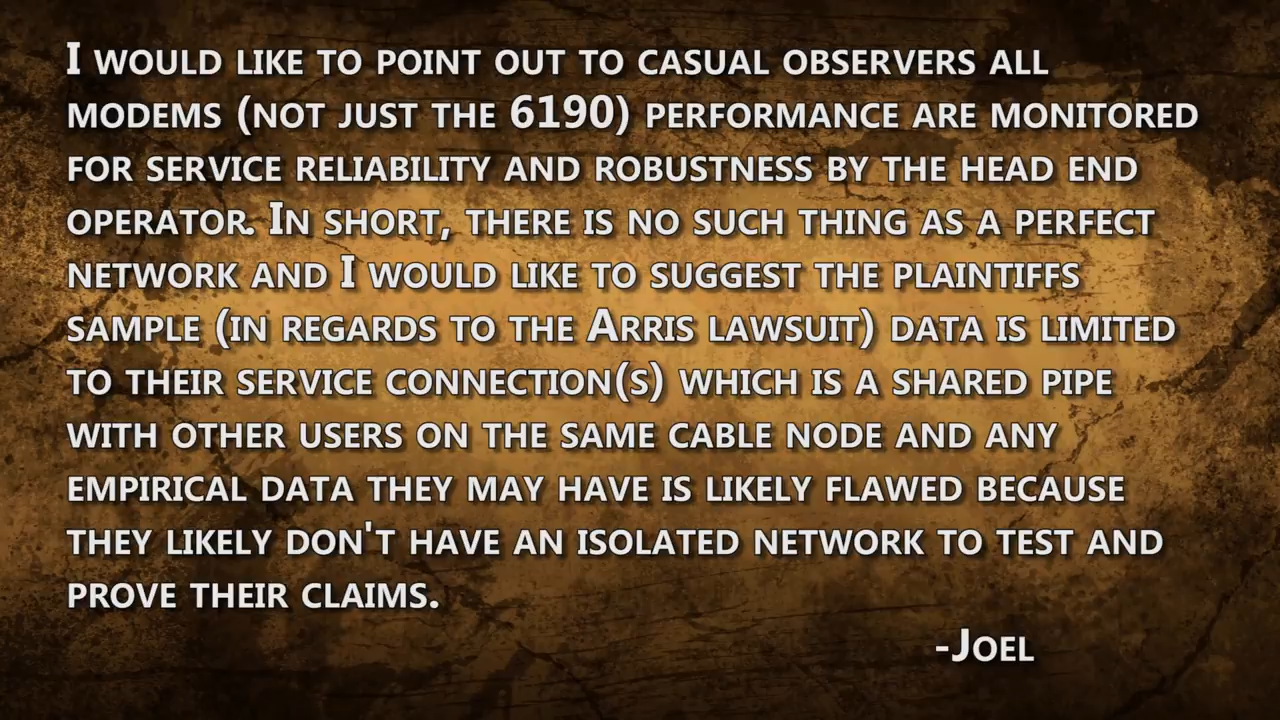 I would like to point out to casual observers all
modems (not just the 6190) performance are monitored
for service reliability and robustness by the head end
operator. In short, there is no such thing as a perfect
network and I would like to suggest the plaintiffs
sample (in regards to the Arris lawsuit) data is limited
to their service connection(s) which is a shared pipe
with other users on the same cable node and any
empirical data they may have is likely flawed because
they likely don't have an isolated network to test and
prove their claims.
-Joel